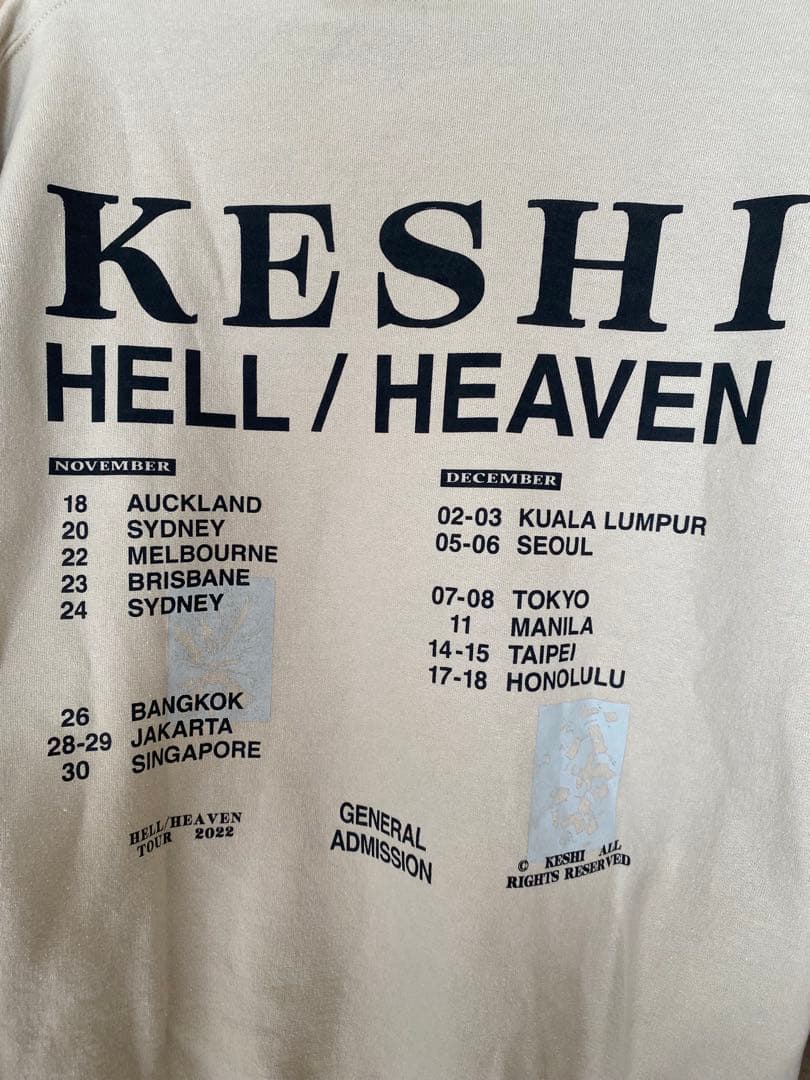 KESHI
HELL / HEAVEN
NOVEMBER
18 AUCKLAND
20 SYDNEY
22 MELBOURNE
23 BRISBANE
24 SYDNEY
26 BANGKOK
28-29 JAKARTA
30 SINGAPORE
DECEMBER
02-03 KUALA LUMPUR
05-06 SEOUL
07-08 TOKYO
11 MANILA
14-15 TAIPEI
17-18 HONOLULU
HELL/HEAVEN
TOUR 2022
GENERAL
ADMISSION
© KESHI ALL
RIGHTS RESERVED